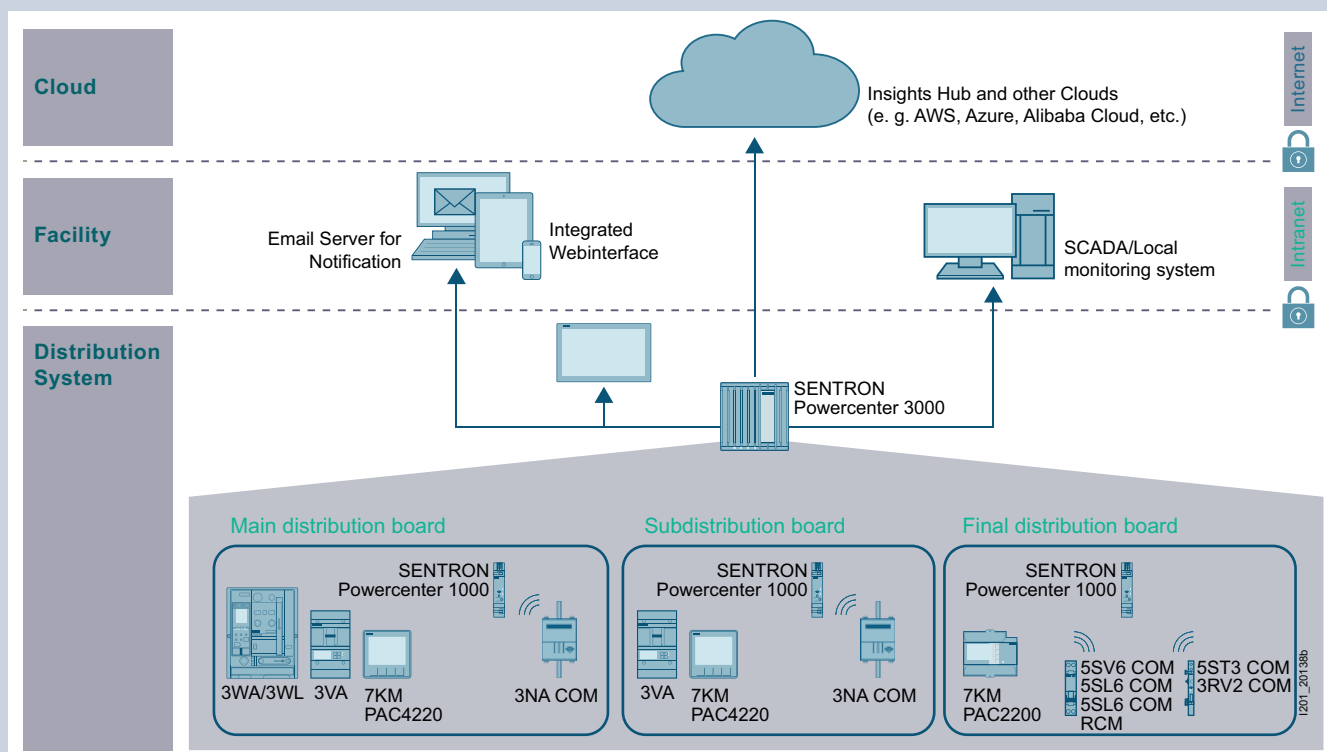 Cloud
Insights Hub and other Clouds
(e. g. AWS, Azure, Alibaba Cloud, etc.)
Internet
Facility
Email Server for
Notification
Integrated
Webinterface
SCADA/Local
monitoring system
Intranet
Distribution
System
SENTRON
Powercenter 3000
Main distribution board
SENTRON
Powercenter 1000
3WA/3WL
3VA
7KM
PAC4220
3NA COM
Subdistribution board
SENTRON
Powercenter 1000
3VA
7KM
PAC4220
3NA COM
Final distribution board
SENTRON
Powercenter 1000
7KM
PAC2200
5SV6 COM
5SL6 COM
5SL6 COM
RCM
5ST3 COM
3RV2 COM
I201_20138b